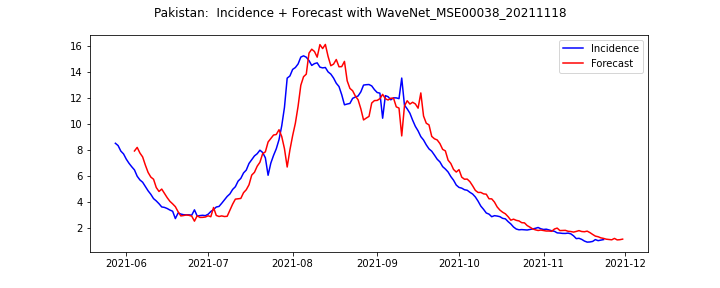 Pakistan:  Incidence + Forecast with WaveNet_MSE00038_20211118
Incidence
Forecast
16
14
12
10
8
6
4
2
2021-06 2021-07 2021-08 2021-09 2021-10 2021-11 2021-12